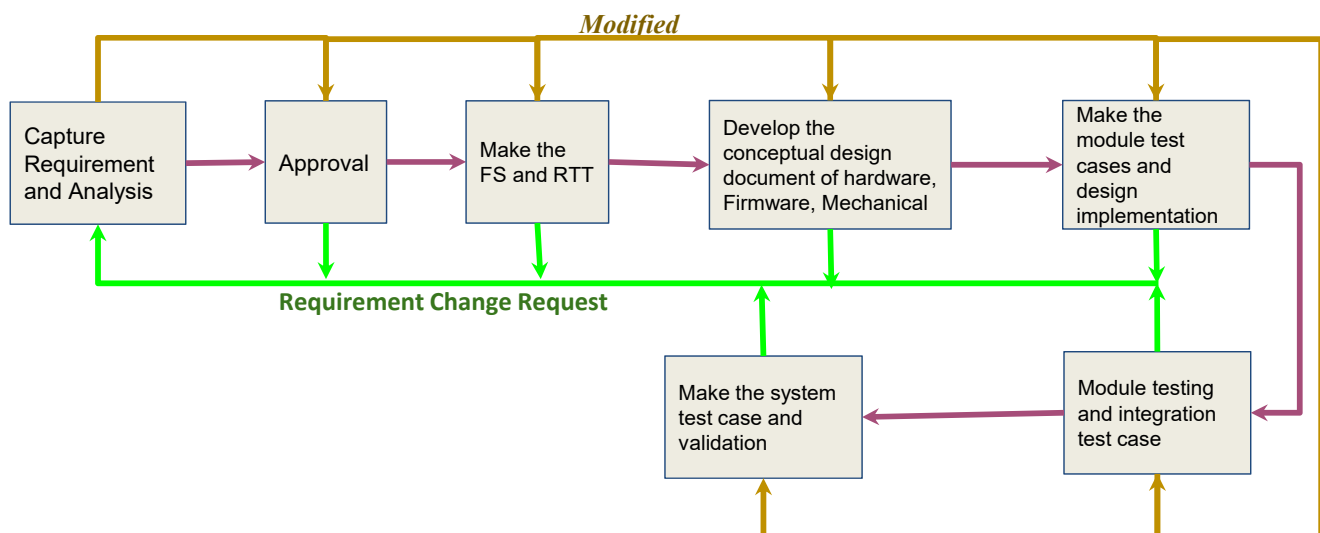 Modified
Capture
Requirement
and Analysis
Approval
Make the
FS and RTT
Develop the
conceptual design
document of hardware,
Firmware, Mechanical
Make the
module test
cases and
design
implementation
Requirement Change Request
Make the system
test case and
validation
Module testing
and integration
test case